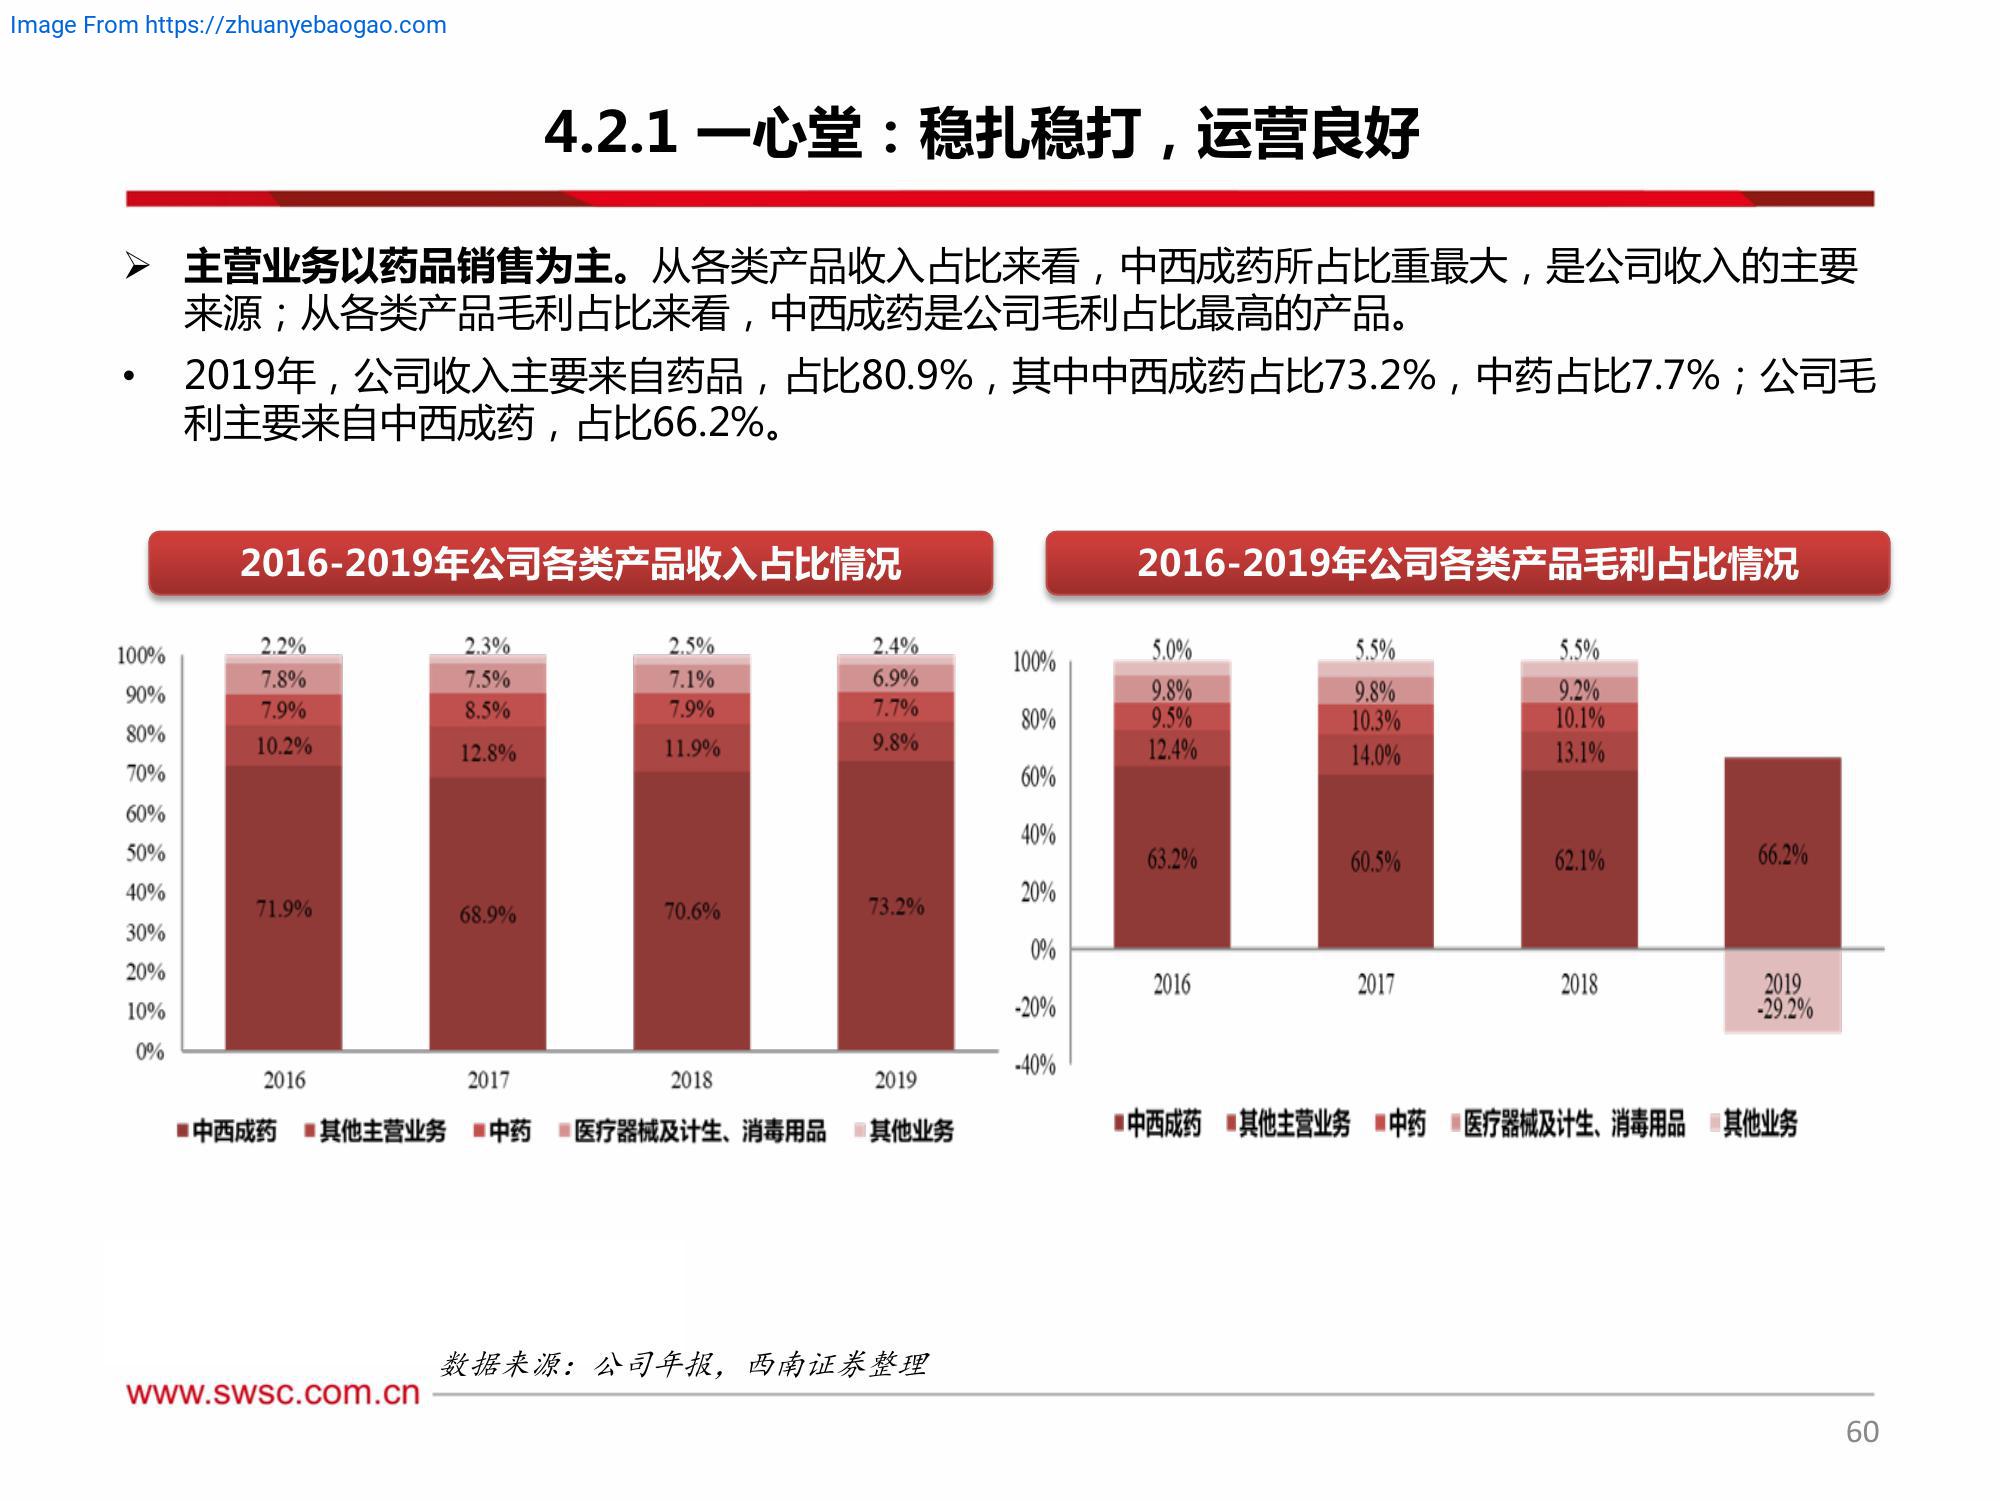 Image From https://zhuanyebaogao.com
4.2.1 一心堂：稳扎稳打，运营良好
➢ 主营业务以药品销售为主。从各类产品收入占比来看，中西成药所占比重最大，是公司收入的主要
来源；从各类产品毛利占比来看，中西成药是公司毛利占比最高的产品。
• 2019年，公司收入主要来自药品，占比80.9%，其中中西成药占比73.2%，中药占比7.7%；公司毛
利主要来自中西成药，占比66.2%。
2016-2019年公司各类产品收入占比情况
100%
90%
80%
70%
60%
50%
40%
30%
20%
10%
0%
2.2% 2.3% 2.5% 2.4%
7.8% 7.5% 7.1% 6.9%
7.9% 8.5% 7.9% 7.7%
10.2% 12.8% 11.9% 9.8%
71.9% 68.9% 70.6% 73.2%
2016 2017 2018 2019
中西成药 其他主营业务 中药 医疗器械及计生、消毒用品 其他业务
2016-2019年公司各类产品毛利占比情况
100%
80%
60%
40%
20%
0%
-20%
-40%
5.0% 5.5% 5.5%
9.8% 9.8% 9.2%
9.5% 10.3% 10.1%
12.4% 14.0% 13.1%
63.2% 60.5% 62.1% 66.2%
2016 2017 2018 2019
-29.2%
中西成药 其他主营业务 中药 医疗器械及计生、消毒用品 其他业务
数据来源：公司年报，西南证券整理
www.swsc.com.cn
60